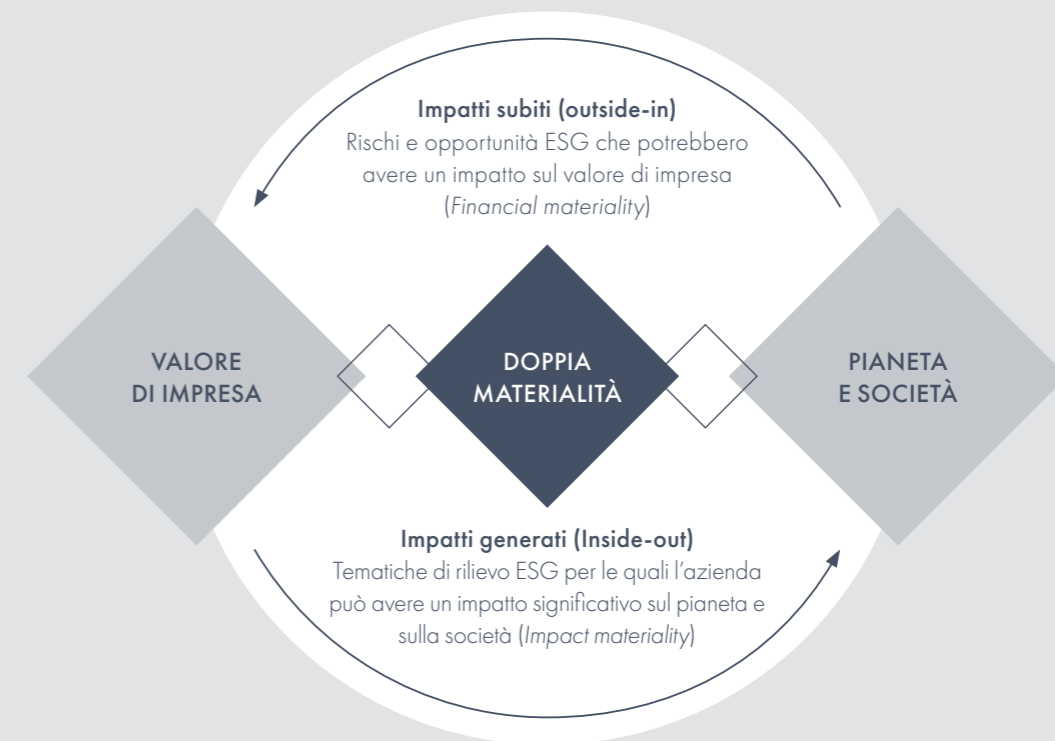 Impatti subiti (outside-in)
Rischi e opportunità ESG che potrebbero
avere un impatto sul valore di impresa
(Financial materiality)
VALORE
DI IMPRESA
DOPPIA
MATERIALITÀ
PIANETA
E SOCIETÀ
Impatti generati (Inside-out)
Tematiche di rilievo ESG per le quali l’azienda
può avere un impatto significativo sul pianeta e
sulla società (Impact materiality)